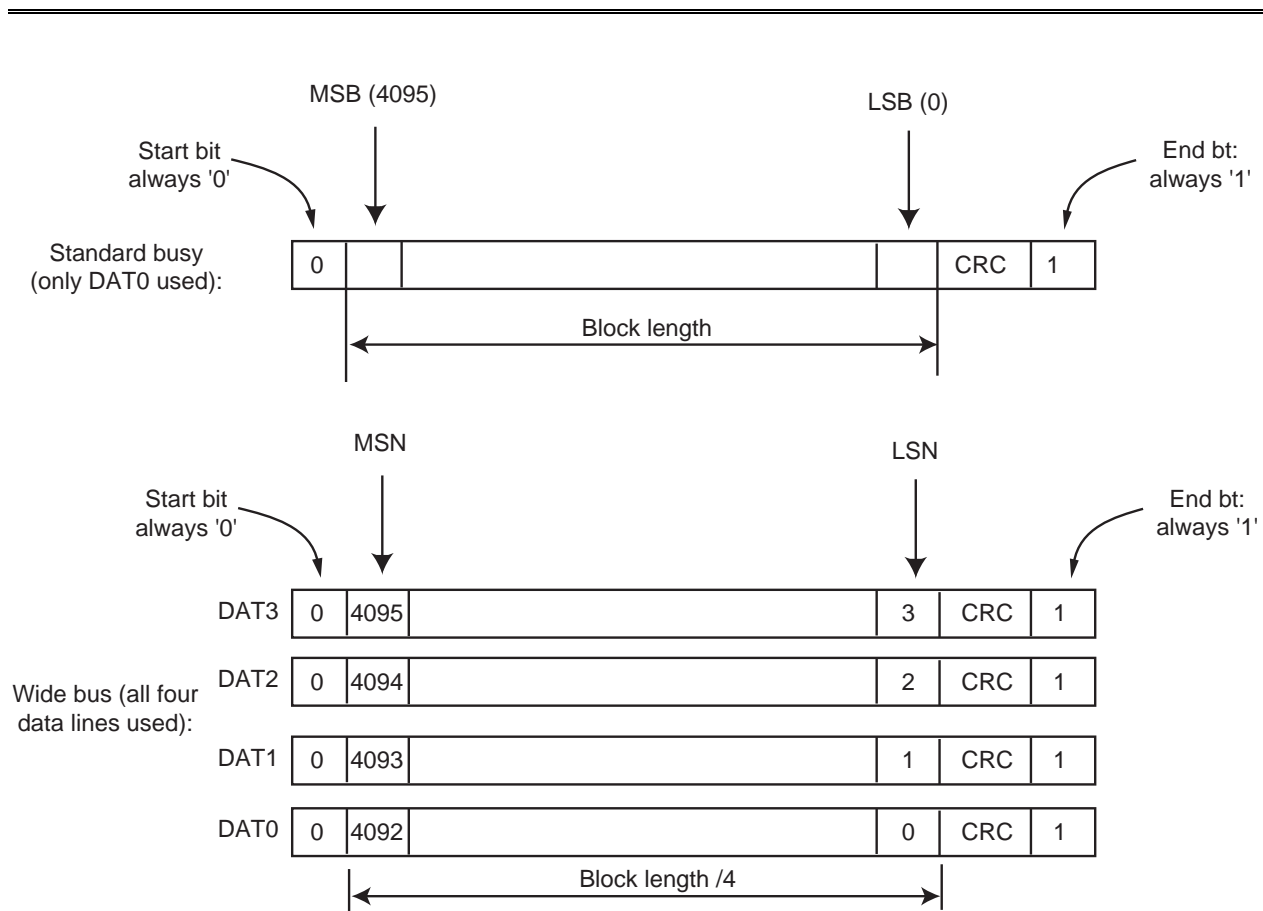 MSB (4095)
LSB (0)
Start bit
always '0'
End bt:
always '1'
Standard busy
(only DAT0 used):
0
CRC
1
Block length
MSN
LSN
Start bit
always '0'
End bt:
always '1'
DAT3 0 4095 3 CRC 1
DAT2 0 4094 2 CRC 1
Wide bus (all four
data lines used):
DAT1 0 4093 1 CRC 1
DAT0 0 4092 0 CRC 1
Block length /4